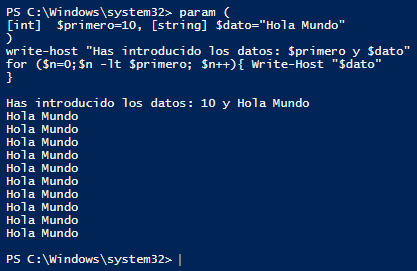 PS C:\Windows\system32> param (
[int]  $primero=10, [string] $dato="Hola Mundo"
)
write-host "Has introducido los datos: $primero y $dato"
for ($n=0;$n -lt $primero; $n++){ Write-Host "$dato"
}
Has introducido los datos: 10 y Hola Mundo
Hola Mundo
Hola Mundo
Hola Mundo
Hola Mundo
Hola Mundo
Hola Mundo
Hola Mundo
Hola Mundo
Hola Mundo
Hola Mundo
PS C:\Windows\system32>